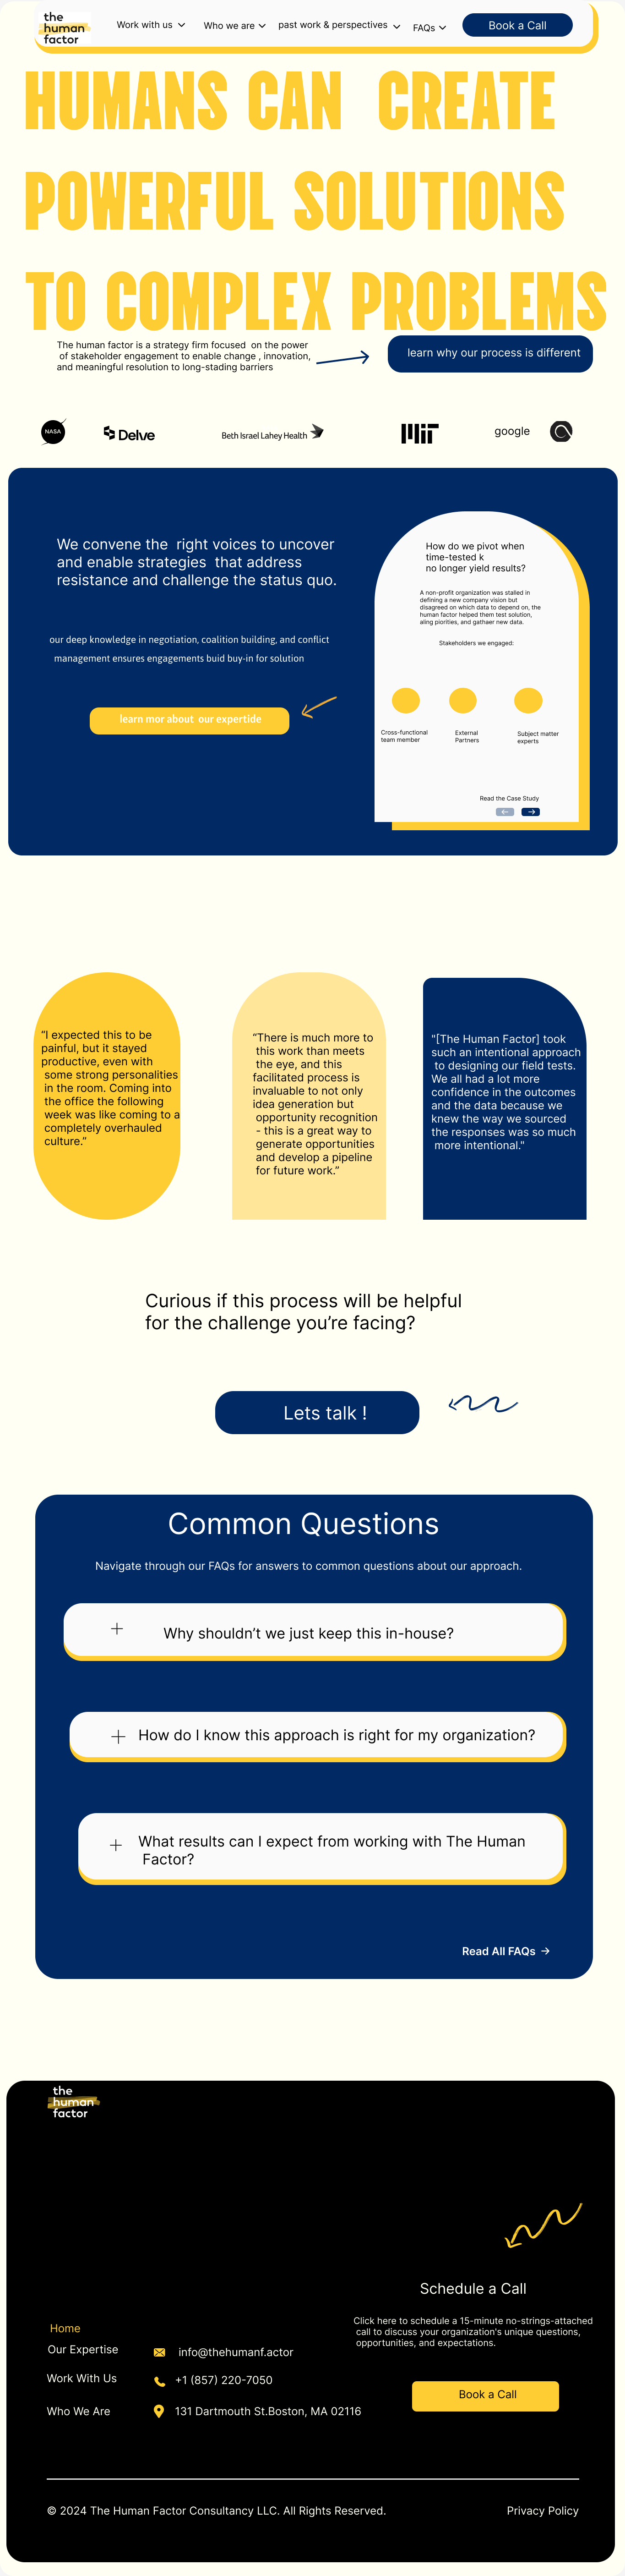 the
human
factor
Work with us
Who we are
past work & perspectives
FAQs
Book a Call
HUMANS CAN CREATE
POWERFUL SOLUTIONS
TO COMPLEX PROBLEMS
The human factor is a strategy firm focused on the power
of stakeholder engagement to enable change , innovation,
and meaningful resolution to long-stading barriers
learn why our process is different
NASA
Delve
Beth Israel Lahey Health
MIT
google
We convene the right voices to uncover
and enable strategies that address
resistance and challenge the status quo.
our deep knowledge in negotiation, coalition building, and conflict
management ensures engagements buid buy-in for solution
learn mor about our expertide
How do we pivot when
time-tested k
no longer yield results?
A non-profit organization was stalled in
defining a new company vision but
disagreed on which data to depend on, the
human factor helped them test solution,
aling piorities, and gathaer new data.
Stakeholders we engaged:
Cross-functional
team member
External
Partners
Subject matter
experts
Read the Case Study
“I expected this to be
painful, but it stayed
productive, even with
some strong personalities
in the room. Coming into
the office the following
week was like coming to a
completely overhauled
culture.”
“There is much more to
this work than meets
the eye, and this
facilitated process is
invaluable to not only
idea generation but
opportunity recognition
- this is a great way to
generate opportunities
and develop a pipeline
for future work.”
"[The Human Factor] took
such an intentional approach
to designing our field tests.
We all had a lot more
confidence in the outcomes
and the data because we
knew the way we sourced
the responses was so much
more intentional."
Curious if this process will be helpful
for the challenge you’re facing?
Lets talk !
Common Questions
Navigate through our FAQs for answers to common questions about our approach.
Why shouldn’t we just keep this in-house?
How do I know this approach is right for my organization?
What results can I expect from working with The Human
Factor?
Read All FAQs
the
human
factor
Schedule a Call
Click here to schedule a 15-minute no-strings-attached
call to discuss your organization's unique questions,
opportunities, and expectations.
Book a Call
Home
Our Expertise
Work With Us
Who We Are
info@thehumanf.actor
+1 (857) 220-7050
131 Dartmouth St.Boston, MA 02116
© 2024 The Human Factor Consultancy LLC. All Rights Reserved.
Privacy Policy